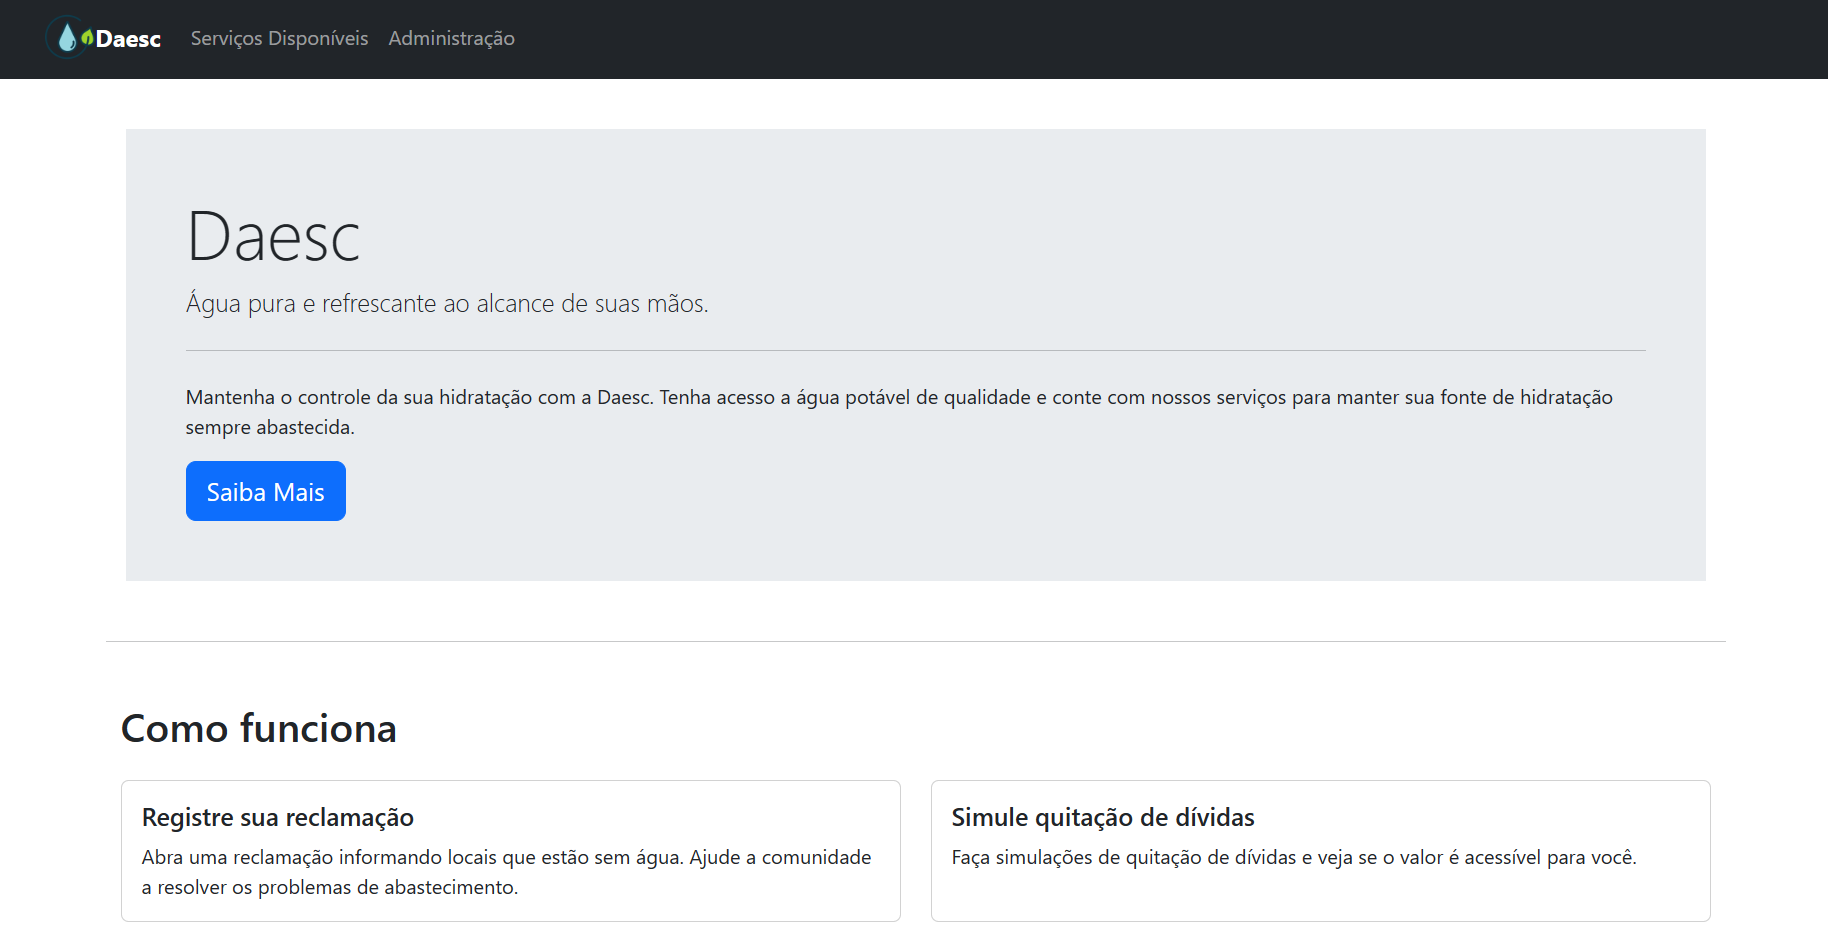 Daesc Serviços Disponíveis Administração
Daesc
Água pura e refrescante ao alcance de suas mãos.
Mantenha o controle da sua hidratação com a Daesc. Tenha acesso a água potável de qualidade e conte com nossos serviços para manter sua fonte de hidratação
sempre abastecida.
Saiba Mais
Como funciona
Registre sua reclamação
Abra uma reclamação informando locais que estão sem água. Ajude a comunidade
a resolver os problemas de abastecimento.
Simule quitação de dívidas
Faça simulações de quitação de dívidas e veja se o valor é acessível para você.